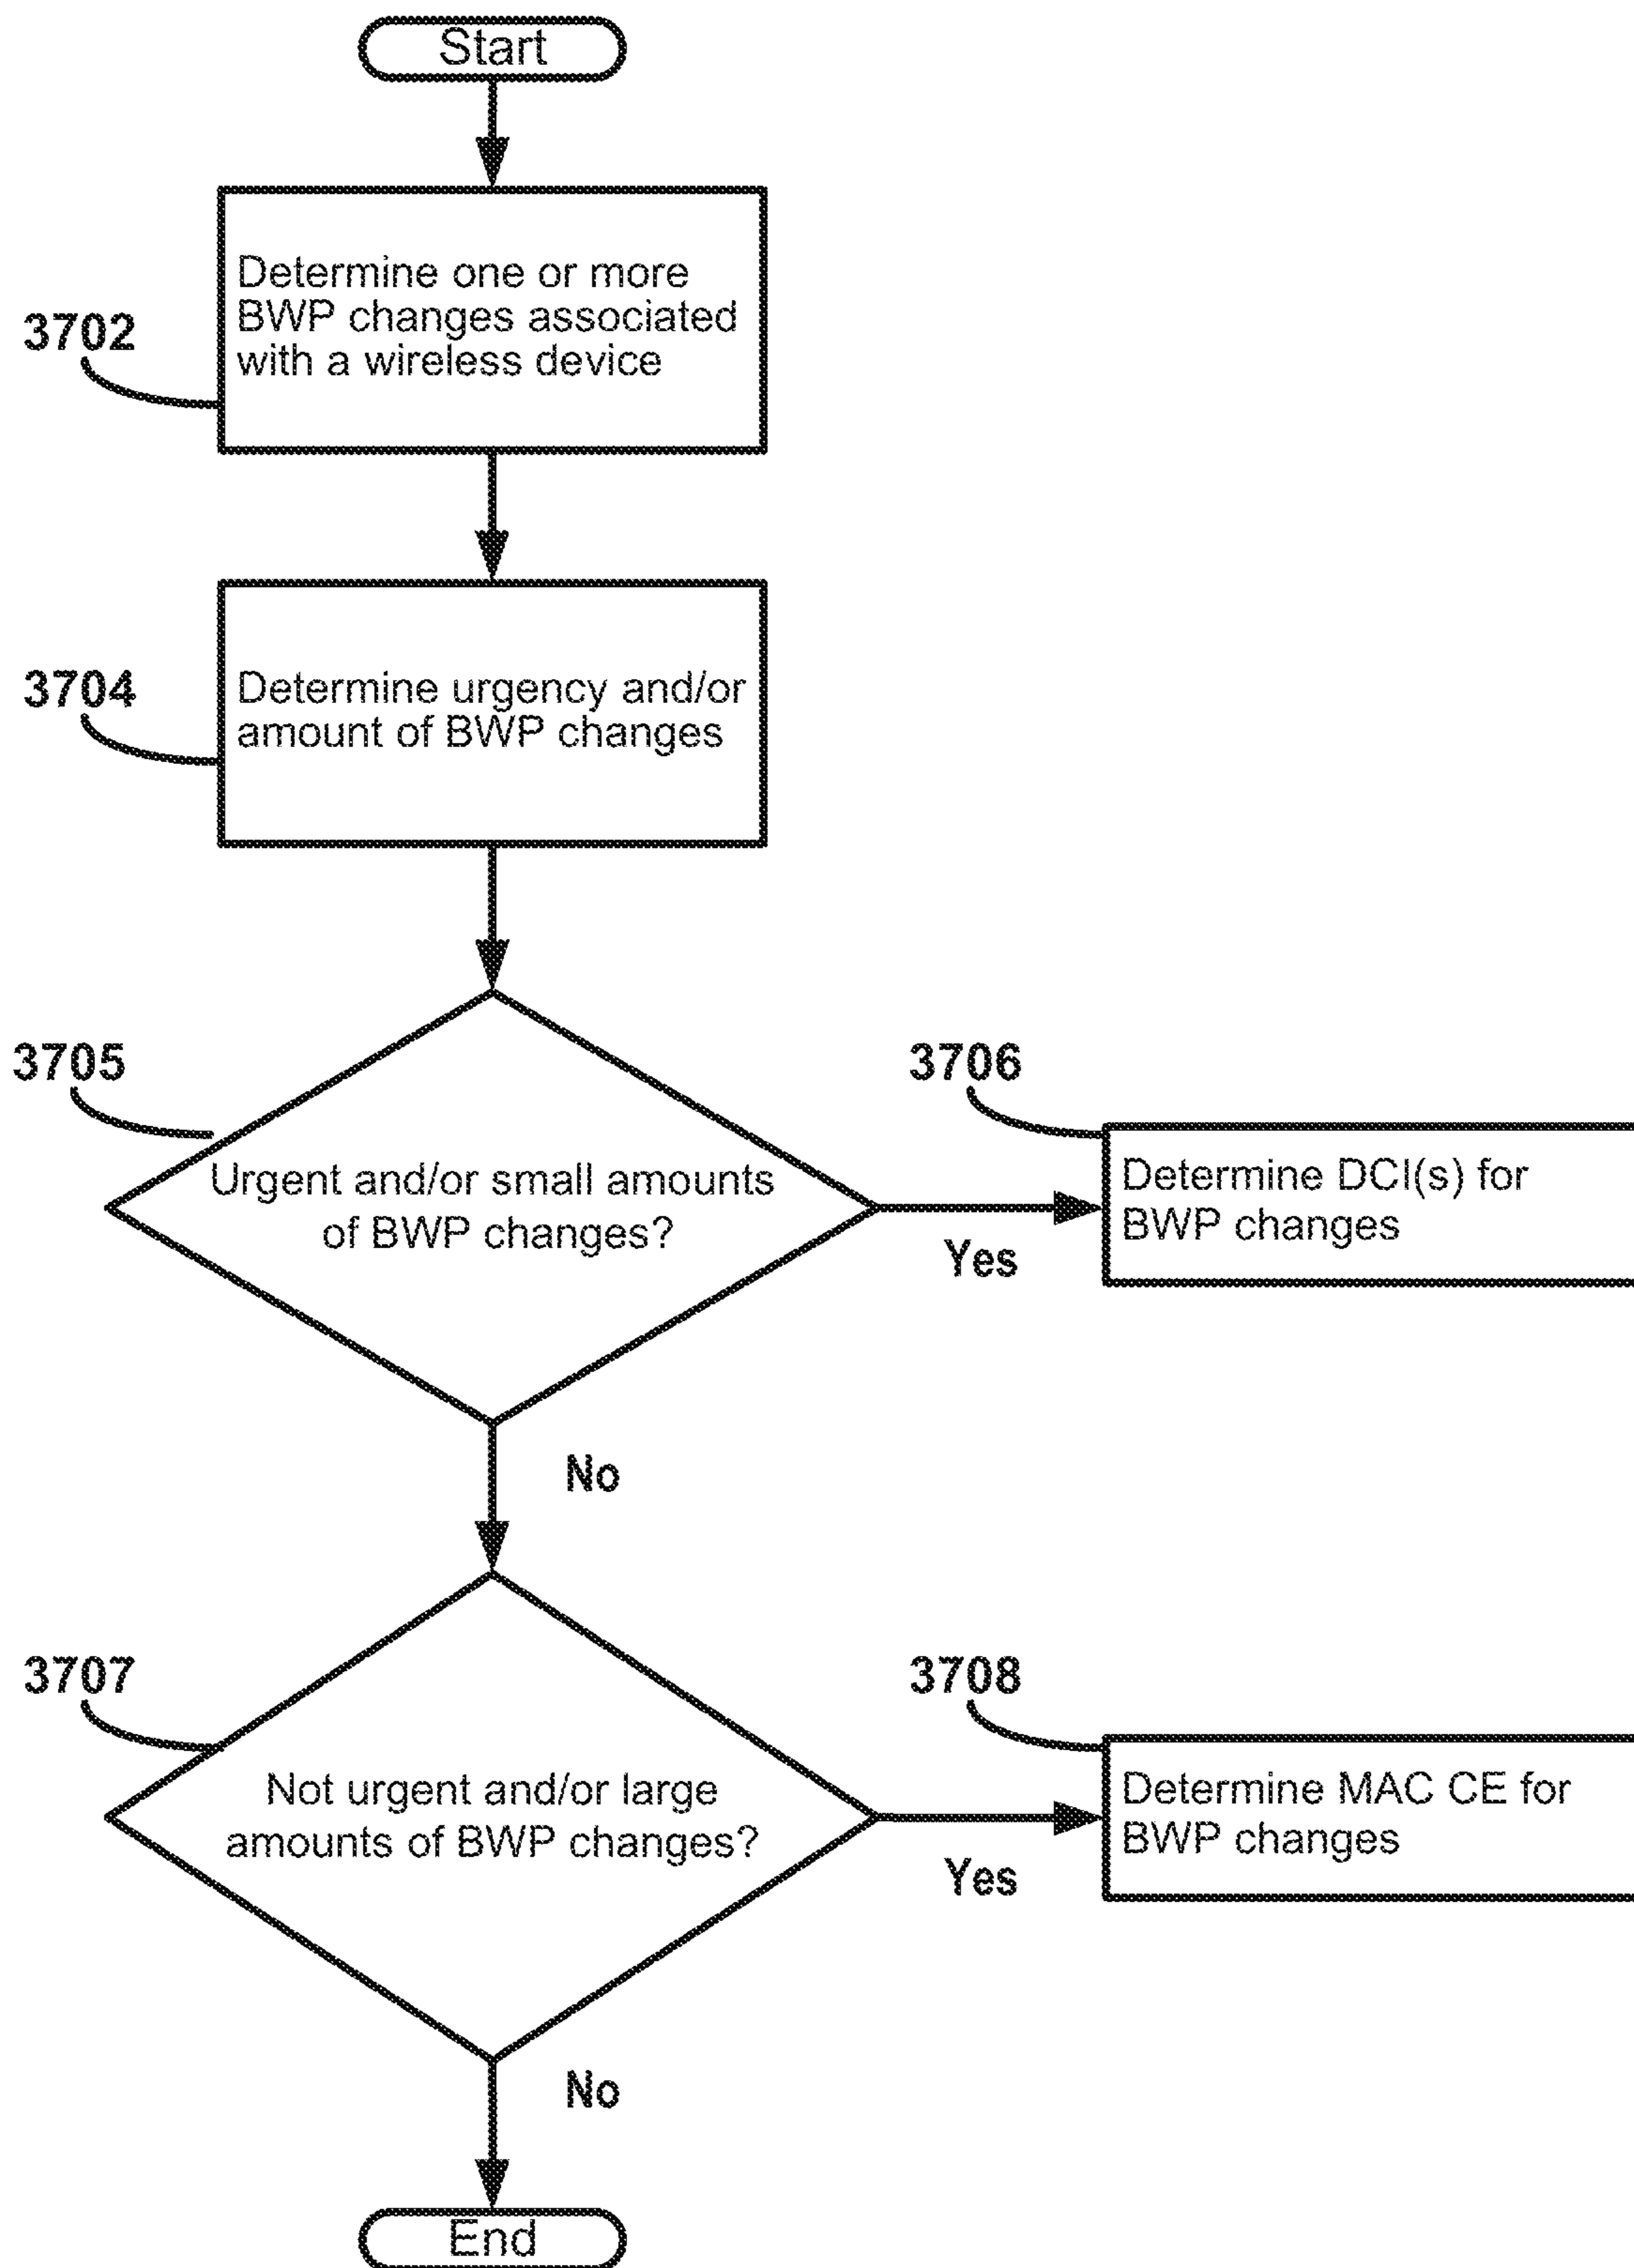 Start
3702
Determine one or more
BWP changes associated
with a wireless device
3704
Determine urgency and/or
amount of BWP changes
3705
Urgent and/or small amounts
of BWP changes?
Yes
3706
Determine DCI(s) for
BWP changes
No
3707
Not urgent and/or large
amounts of BWP changes?
Yes
3708
Determine MAC CE for
BWP changes
No
End